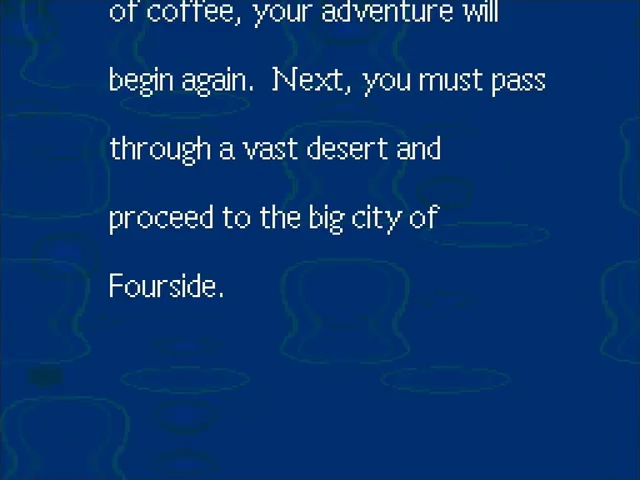 of coffee, your adventure will
begin again.  Next, you must pass
through a vast desert and
proceed to the big city of
Fourside.